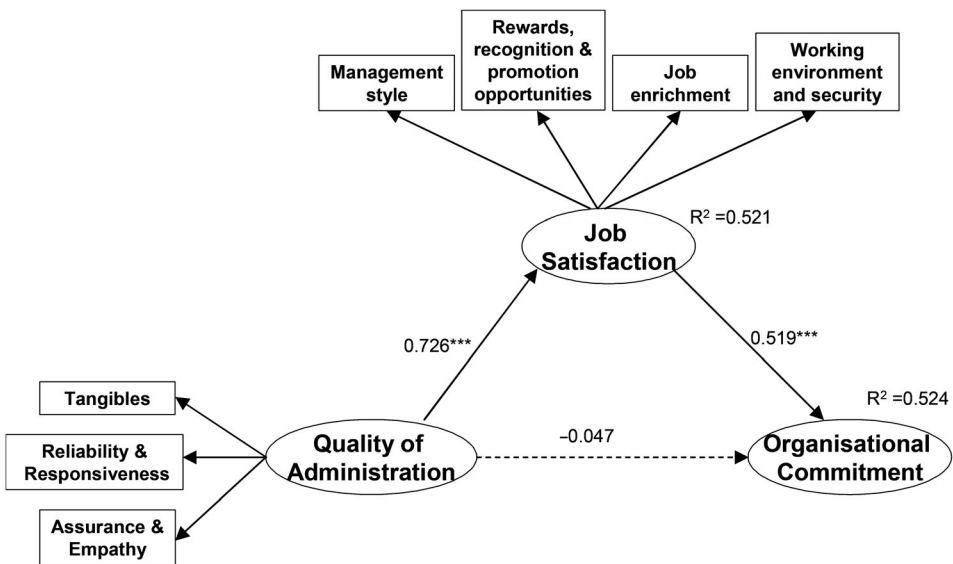 Management
style
Rewards,
recognition &
promotion
opportunities
Job
enrichment
Working
environment
and security
Job
Satisfaction
R² =0.521
0.726***
0.519***
Tangibles
Reliability &
Responsiveness
Assurance &
Empathy
Quality of
Administration
–0.047
R² =0.524
Organisational
Commitment